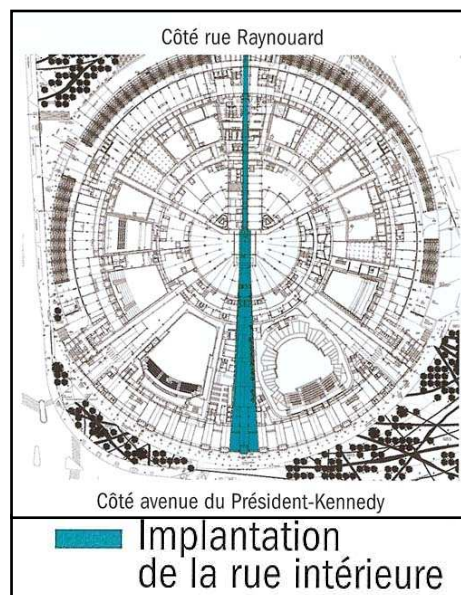 Côté rue Raynouard
Côté avenue du Président-Kennedy
Implantation
de la rue intérieure